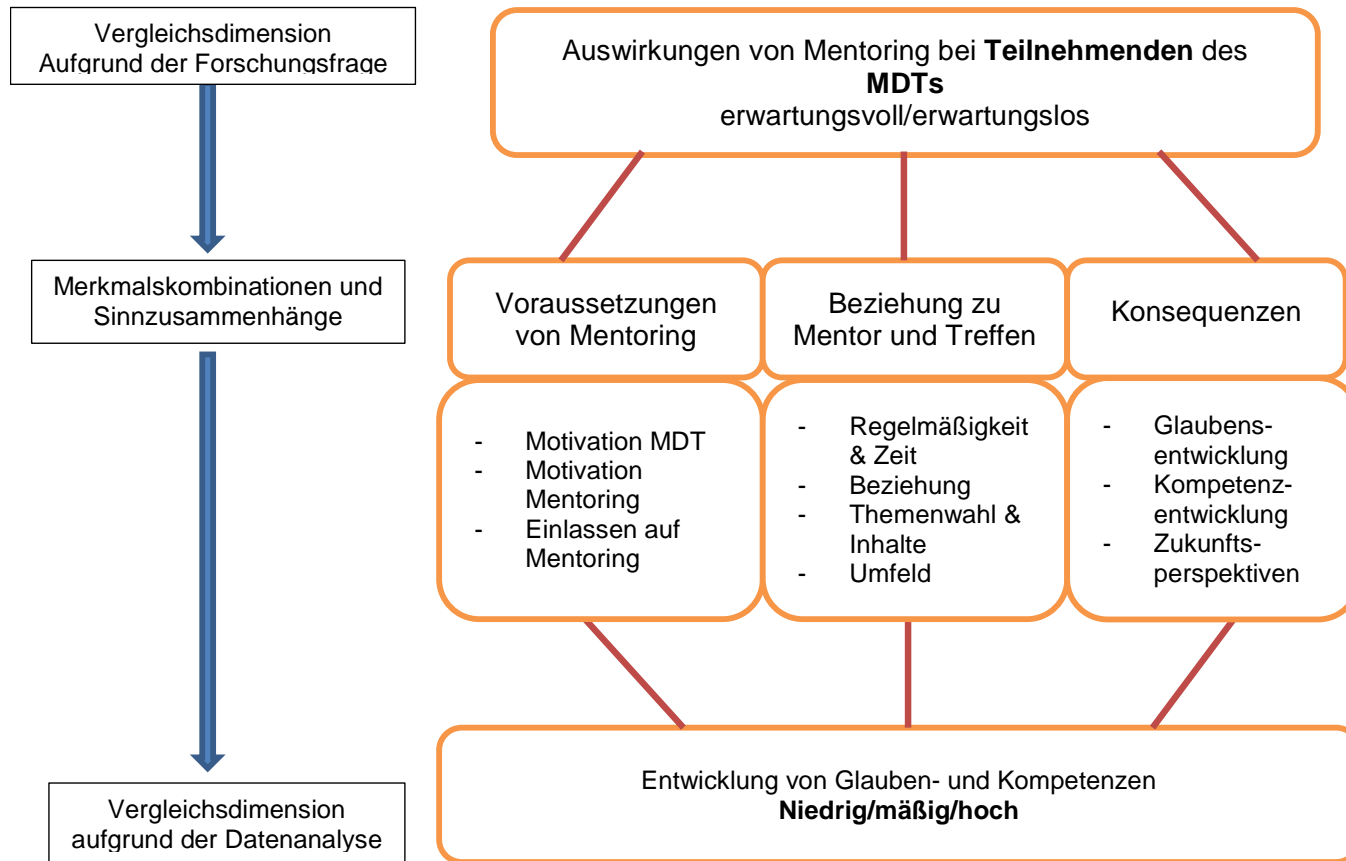 Vergleichsdimension
Aufgrund der Forschungsfrage
Auswirkungen von Mentoring bei Teilnehmenden des
MDTs
erwartungsvoll/erwartungslos
Merkmalskombinationen und
Sinnzusammenhänge
Voraussetzungen
von Mentoring
Beziehung zu
Mentor und Treffen
Konsequenzen
- Motivation MDT
- Motivation
Mentoring
- Einlassen auf
Mentoring
- Regelmäßigkeit
& Zeit
- Beziehung
- Themenwahl &
Inhalte
- Umfeld
- Glaubens-
entwicklung
- Kompetenz-
entwicklung
- Zukunfts-
perspektiven
Vergleichsdimension
aufgrund der Datenanalyse
Entwicklung von Glauben- und Kompetenzen
Niedrig/mäßig/hoch